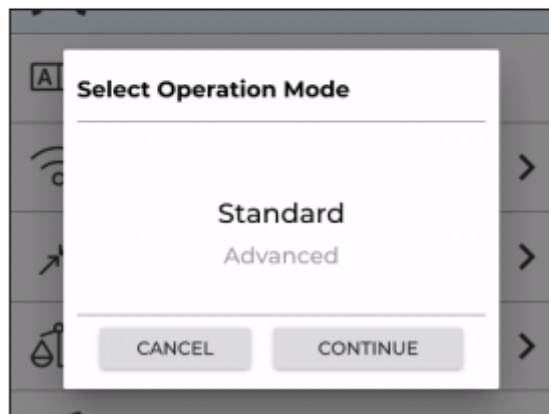 A
Select Operation Mode
Standard
Advanced
CANCEL
CONTINUE